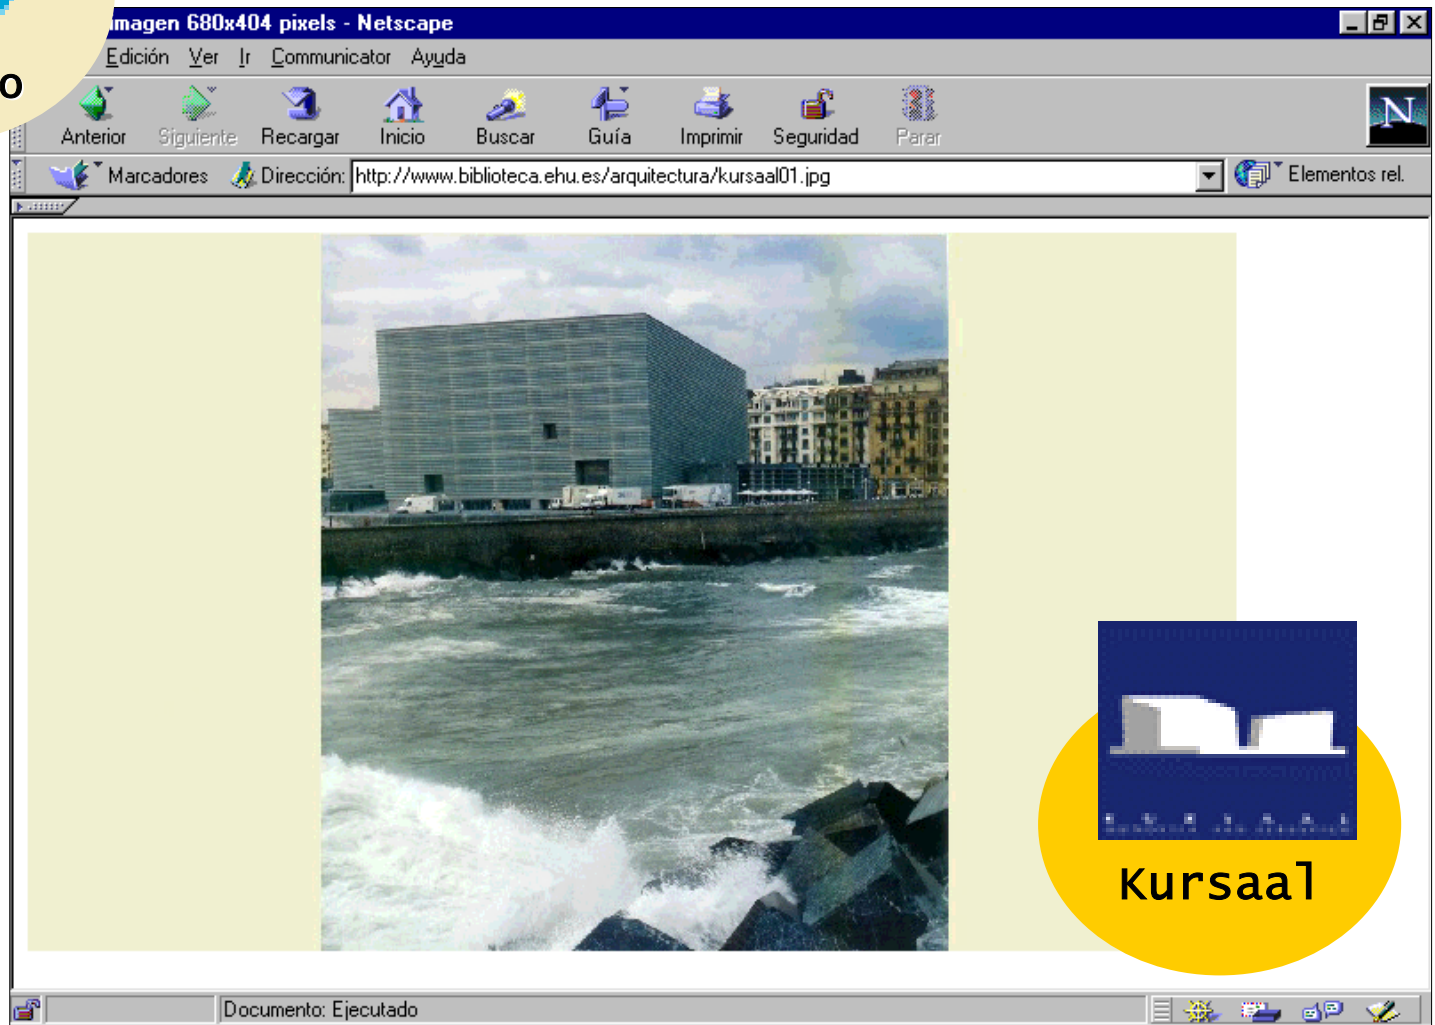 imagen 680x404 pixels - Netscape
Edición Ver Ir Communicator Ayuda
o
Anterior Siguiente Recargar Inicio Buscar Guía Imprimir Seguridad Parar
N
Marcadores Dirección: http://www.biblioteca.ehu.es/arquitectura/kursaal01.jpg Elementos rel.
Kursaal
Documento: Ejecutado